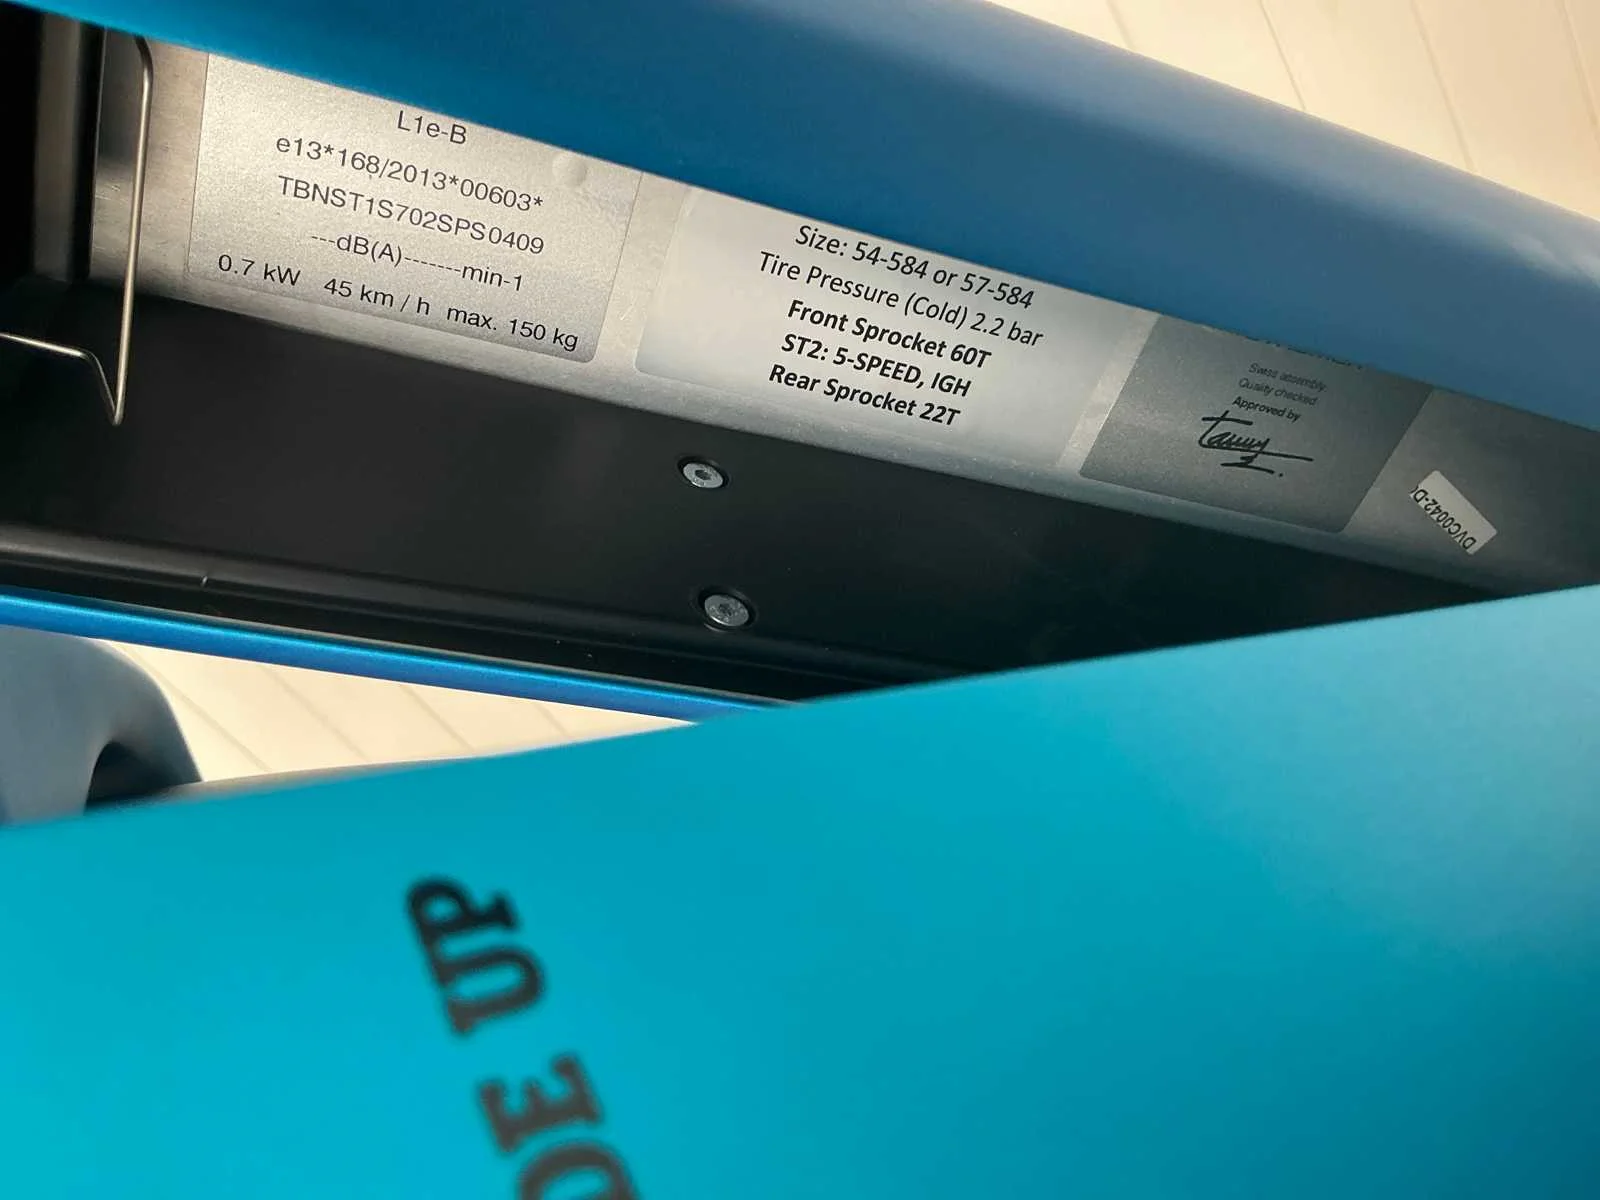 L1e-B
e13*168/2013*00603*
TBNST1S702SPS0409
---dB(A)-------min-1
0.7 kW 45 km / h max. 150 kg
Size: 54-584 or 57-584
Tire Pressure (Cold) 2.2 bar
Front Sprocket 60T
ST2: 5-SPEED, IGH
Rear Sprocket 22T
Swiss assembly
Quality checked
Approved by
DVC0042-D
DE UP